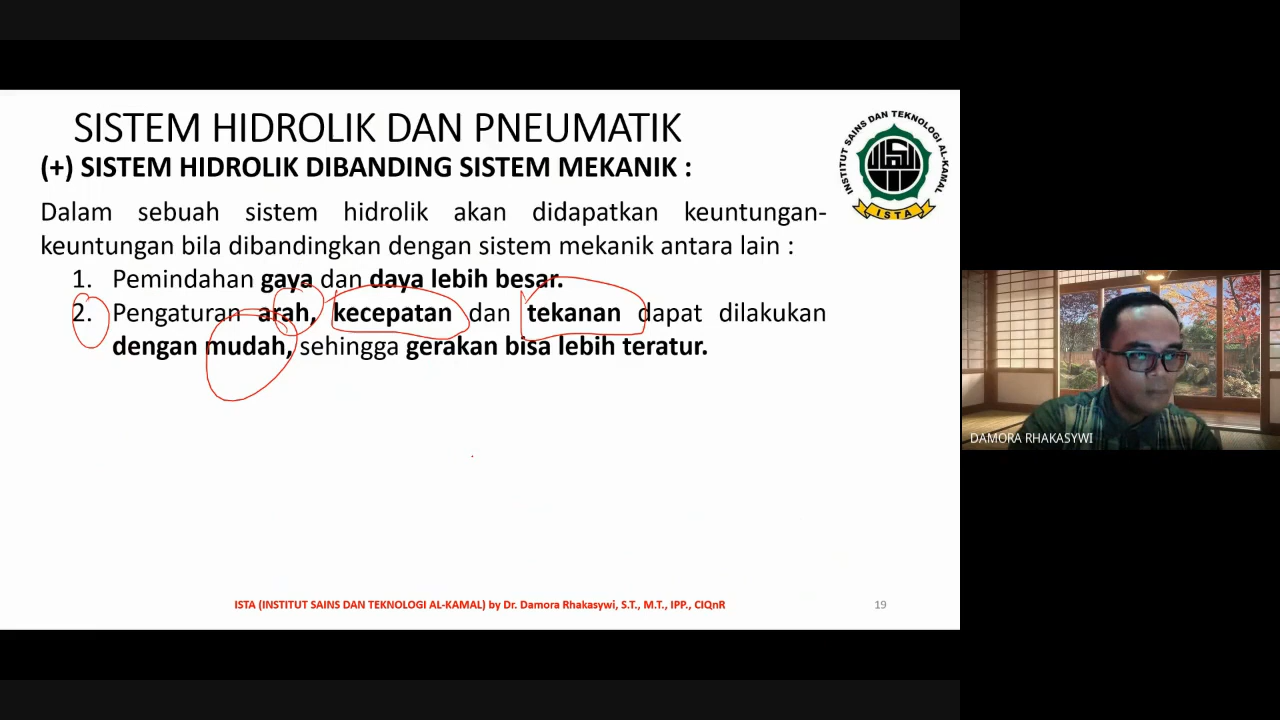 SISTEM HIDROLIK DAN PNEUMATIK
(+) SISTEM HIDROLIK DIBANDING SISTEM MEKANIK :
Dalam sebuah sistem hidrolik akan didapatkan keuntungan-
keuntungan bila dibandingkan dengan sistem mekanik antara lain :
1. Pemindahan gaya dan daya lebih besar.
2. Pengaturan arah, kecepatan dan tekanan dapat dilakukan
dengan mudah, sehingga gerakan bisa lebih teratur.
INSTITUT SAINS DAN TEKNOLOGI AL-KAMAL
ISTA
DAMORA RHAKASYWI
ISTA (INSTITUT SAINS DAN TEKNOLOGI AL-KAMAL) by Dr. Damora Rhakasywi, S.T., M.T., IPP., CIQnR
19